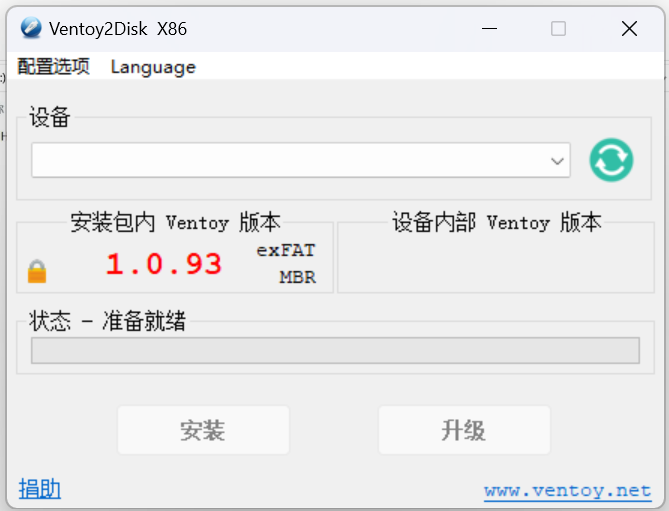 Ventoy2Disk X86
配置选项 Language
设备
安装包内 Ventoy 版本 设备内部 Ventoy 版本
1.0.93 exFAT
MBR
状态 - 准备就绪
安装 升级
捐助 www.ventoy.net